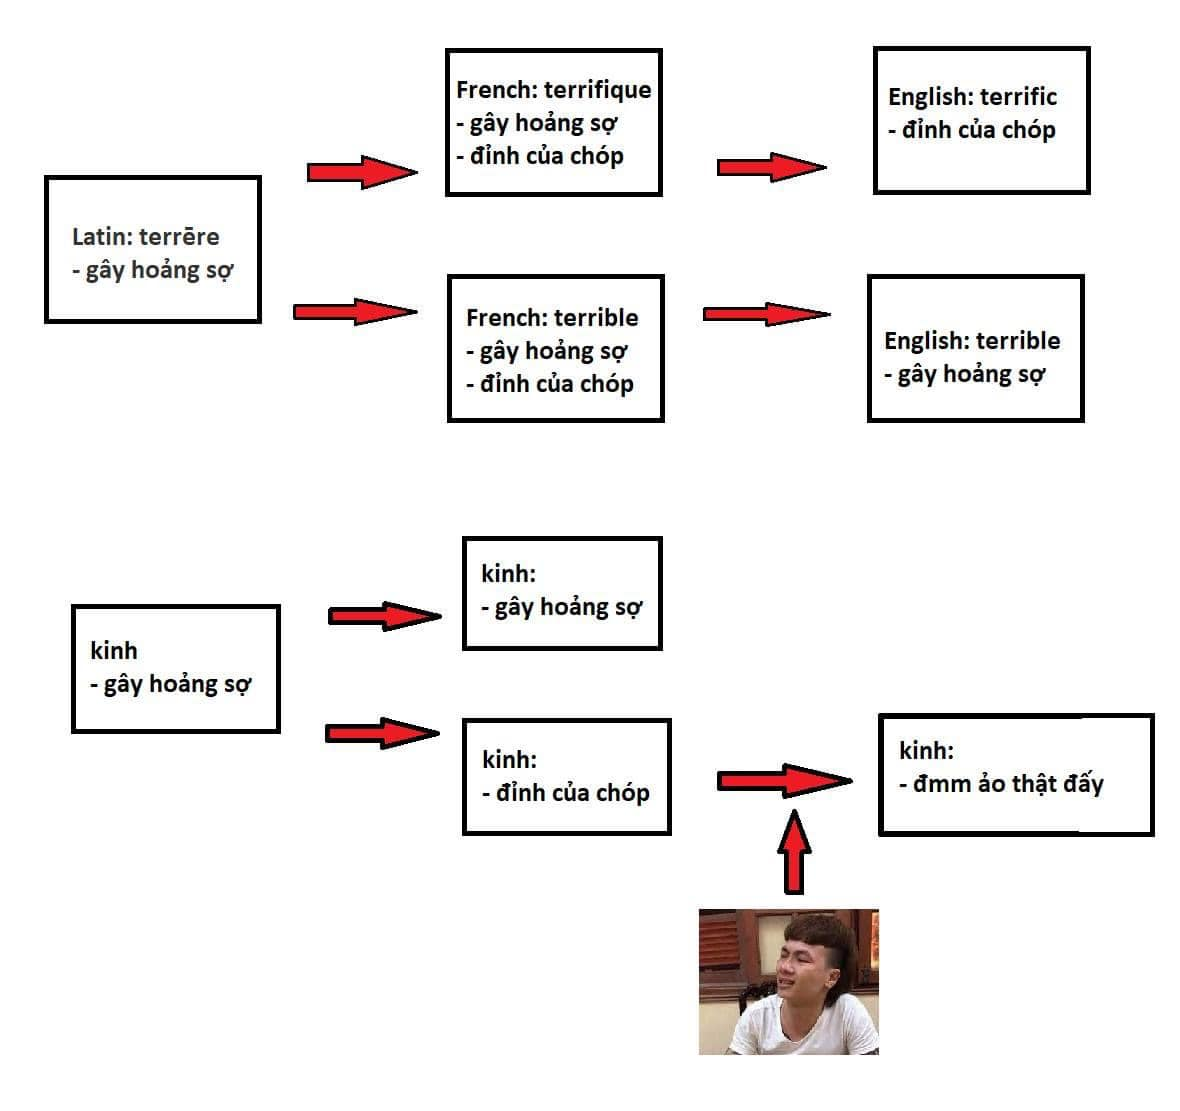 French: terrifique
- gây hoảng sợ
- đỉnh của chóp
English: terrific
- đỉnh của chóp
Latin: terrēre
- gây hoảng sợ
French: terrible
- gây hoảng sợ
- đỉnh của chóp
English: terrible
- gây hoảng sợ
kinh:
- gây hoảng sợ
kinh
- gây hoảng sợ
kinh:
- đỉnh của chóp
kinh:
- đmm ảo thật đấy